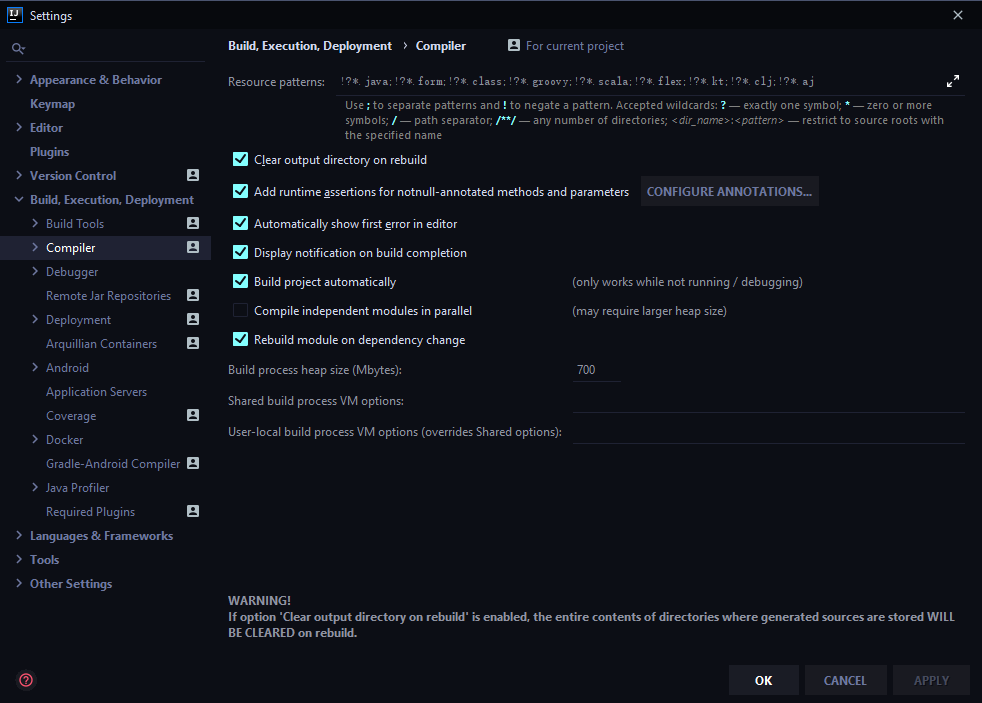 IJ
Settings
Build, Execution, Deployment › Compiler For current project
Appearance & Behavior
Keymap
Editor
Plugins
Version Control
Build, Execution, Deployment
Build Tools
Compiler
Debugger
Remote Jar Repositories
Deployment
Arquillian Containers
Android
Application Servers
Coverage
Docker
Gradle-Android Compiler
Java Profiler
Required Plugins
Languages & Frameworks
Tools
Other Settings
Resource patterns: !?*.java;!?*.form;!?*.class;!?*.groovy;!?*.scala;!?*.flex;!?*.kt;!?*.clj;!?*.aj
Use ; to separate patterns and ! to negate a pattern. Accepted wildcards: ? — exactly one symbol; * — zero or more
symbols; / — path separator; /**/ — any number of directories; <dir_name>:<pattern> — restrict to source roots with
the specified name
Clear output directory on rebuild
Add runtime assertions for notnull-annotated methods and parameters CONFIGURE ANNOTATIONS...
Automatically show first error in editor
Display notification on build completion
Build project automatically (only works while not running / debugging)
Compile independent modules in parallel (may require larger heap size)
Rebuild module on dependency change
Build process heap size (Mbytes): 700
Shared build process VM options:
User-local build process VM options (overrides Shared options):
WARNING!
If option 'Clear output directory on rebuild' is enabled, the entire contents of directories where generated sources are stored WILL
BE CLEARED on rebuild.
?
OK CANCEL APPLY